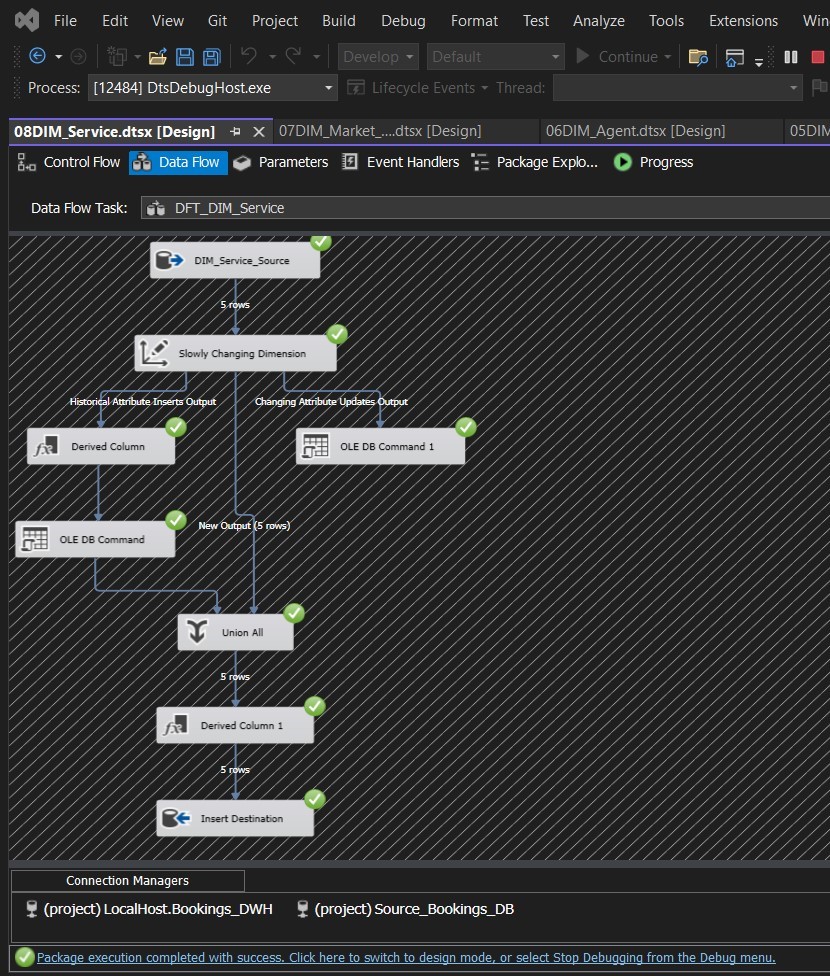 File Edit View Git Project Build Debug Format Test Analyze Tools Extensions Win
Develop Default Continue
Process: [12484] DtsDebugHost.exe Lifecycle Events Thread:
08DIM_Service.dtsx [Design] 07DIM_Market_....dtsx [Design] 06DIM_Agent.dtsx [Design] 05DIM
Control Flow Data Flow Parameters Event Handlers Package Explo... Progress
Data Flow Task: DFT_DIM_Service
DIM_Service_Source
5 rows
Slowly Changing Dimension
Historical Attribute Inserts Output Changing Attribute Updates Output
fx Derived Column OLE DB Command 1
New Output (5 rows)
OLE DB Command
Union All
5 rows
fx Derived Column 1
5 rows
Insert Destination
Connection Managers
(project) LocalHost.Bookings_DWH (project) Source_Bookings_DB
Package execution completed with success. Click here to switch to design mode, or select Stop Debugging from the Debug menu.